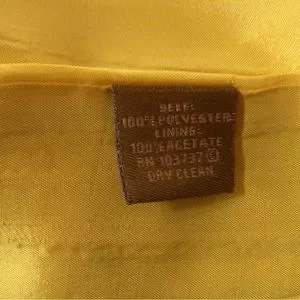 SELF:
100%POLYESTER
LINING:
100%ACETATE
RN 103737 ©
DRY CLEAN